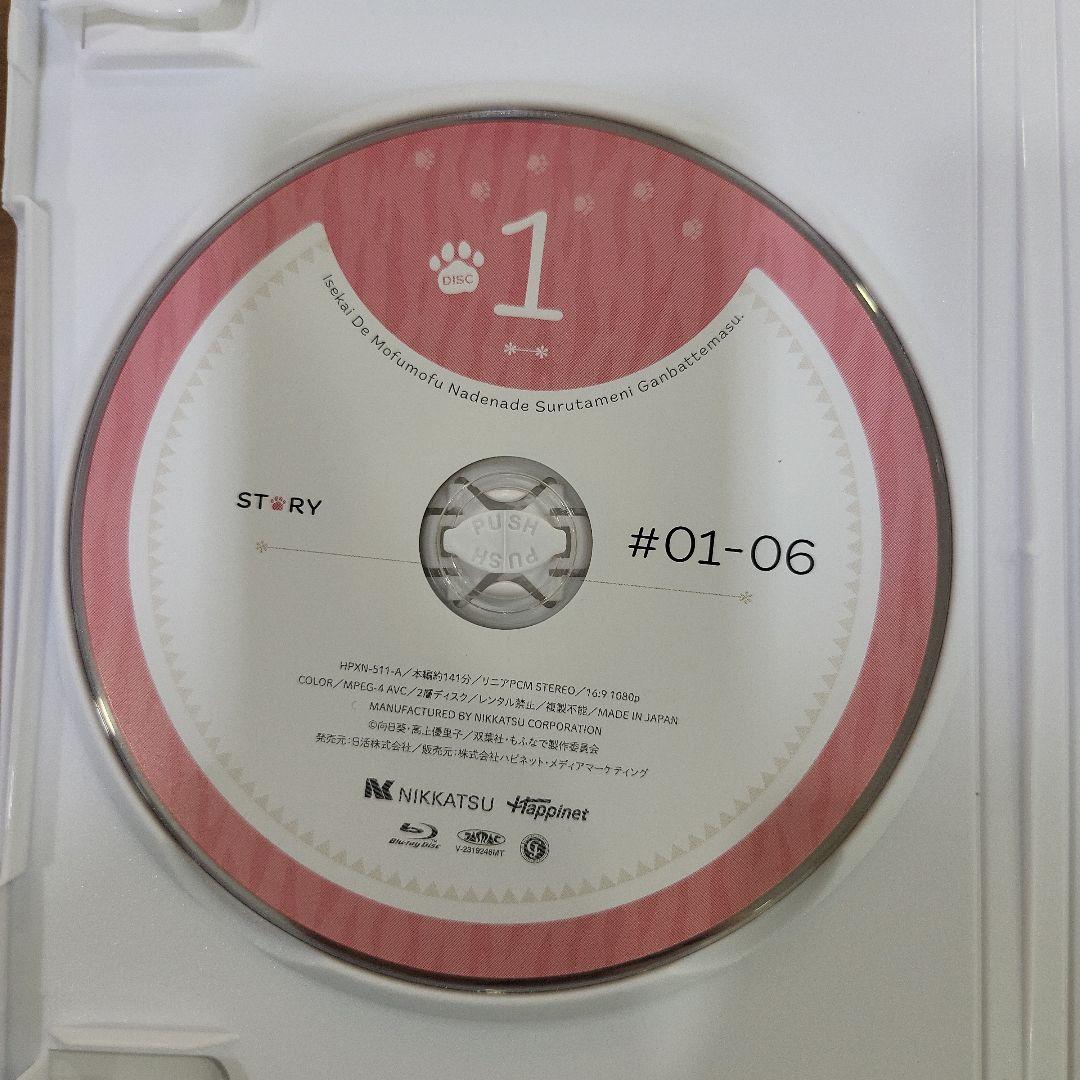 DISC 1
Isekai De Mofumofu Nadenade Surutameni Ganbattemasu.
STORY
#01-06
PUSH
PUSH
HPXN-511-A／本編約141分／リニアPCM STEREO／16:9 1080p
COLOR／MPEG-4 AVC／2層ディスク／レンタル禁止／複製不能／MADE IN JAPAN
MANUFACTURED BY NIKKATSU CORPORATION
©向日葵・高上優里子／双葉社・もふなで製作委員会
発売元：日活株式会社／販売元：株式会社ハピネット・メディアマーケティング
NK NIKKATSU Happinet
Blu-ray Disc JASRAC
V-2319246MT